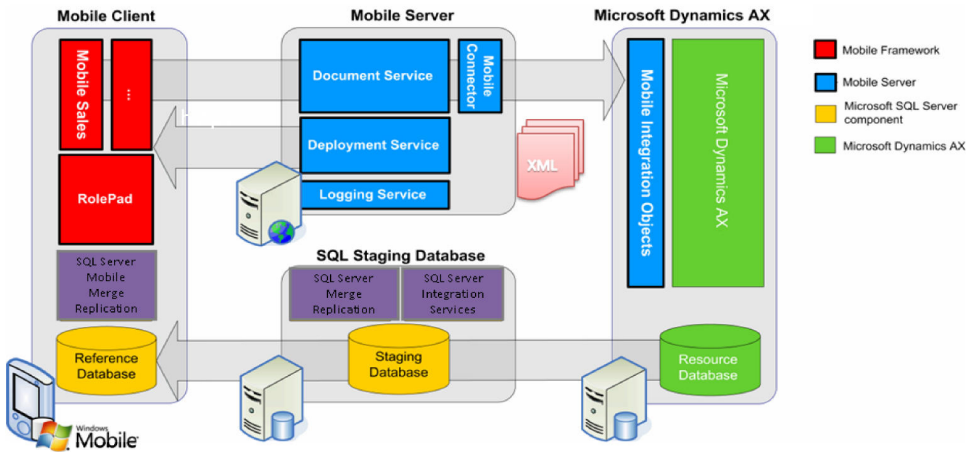 Mobile Client
Mobile Server
Microsoft Dynamics AX
Mobile Sales
...
RolePad
SQL Server
Mobile
Merge
Replication
Reference
Database
Windows
Mobile
Document Service
Mobile
Connector
Deployment Service
Logging Service
XML
SQL Staging Database
SQL Server
Merge
Replication
SQL Server
Integration
Services
Staging
Database
Mobile Integration Objects
Microsoft Dynamics AX
Resource
Database
Mobile Framework
Mobile Server
Microsoft SQL Server
component
Microsoft Dynamics AX